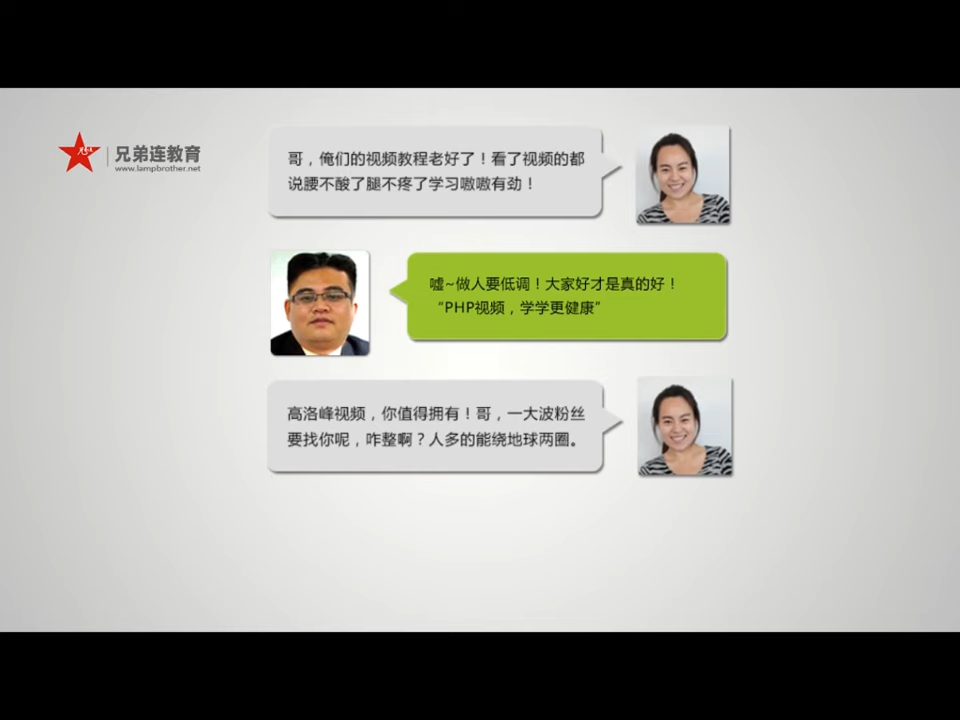 兄弟连教育
www.lampbrother.net
哥，俺们的视频教程老好了！看了视频的都
说腰不酸了腿不疼了学习嗷嗷有劲！
嘘~做人要低调！大家好才是真的好！
“PHP视频，学学更健康”
高洛峰视频，你值得拥有！哥，一大波粉丝
要找你呢，咋整啊？人多的能绕地球两圈。